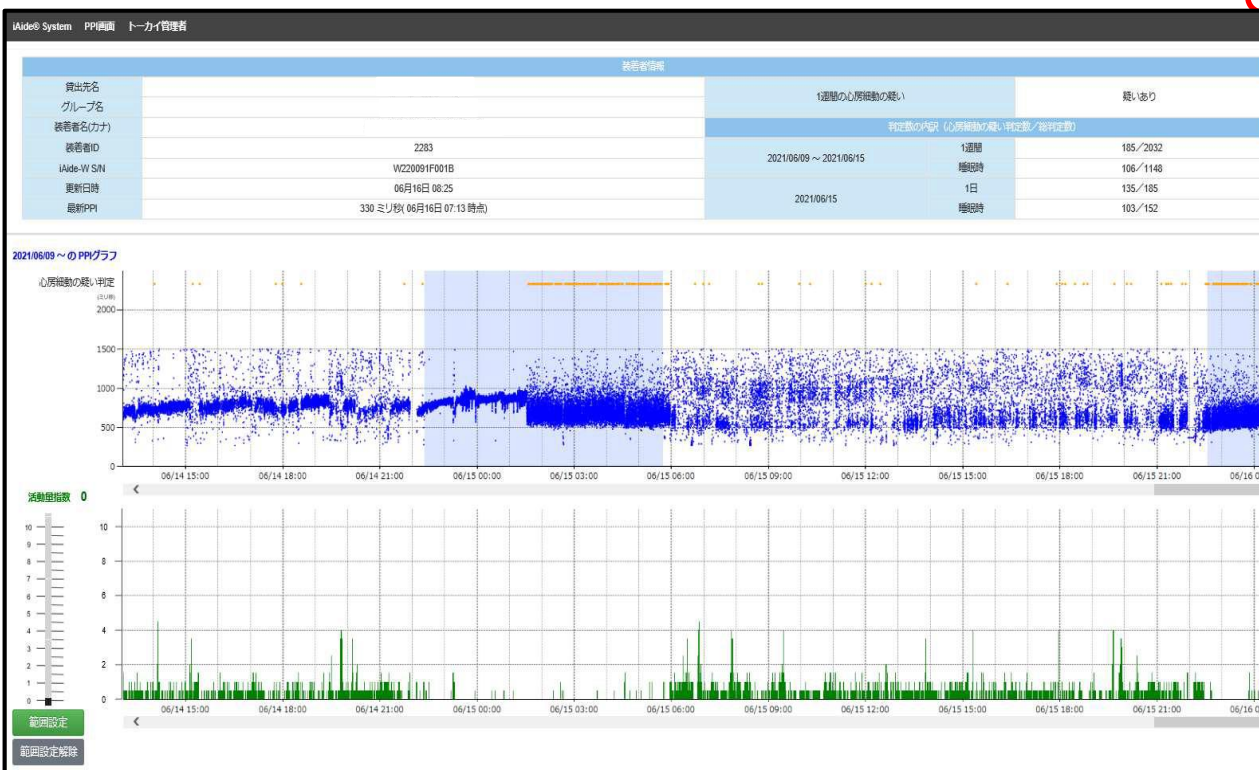 iAide® System PPI画面 トーカイ管理者
装着者情報
貸出先名
グループ名
装着者名(カナ)
装着者ID 2283
iAide-W S/N W220091F001B
更新日時 06月16日 08:25
最新PPI 330 ミリ秒( 06月16日 07:13 時点)
1週間の心房細動の疑い 疑いあり
判定数の内訳 (心房細動の疑い判定数/総判定数)
2021/06/09 ～ 2021/06/15 1週間 185/2032
睡眠時 106/1148
2021/06/15 1日 135/185
睡眠時 103/152
2021/06/09 ～ の PPIグラフ
心房細動の疑い判定
(ミリ秒)
2000
1500
1000
500
0
06/14 15:00 06/14 18:00 06/14 21:00 06/15 00:00 06/15 03:00 06/15 06:00 06/15 09:00 06/15 12:00 06/15 15:00 06/15 18:00 06/15 21:00 06/16 0
活動量指数 0
10
9
8
7
6
5
4
3
2
1
0
10
8
6
4
2
0
06/14 15:00 06/14 18:00 06/14 21:00 06/15 00:00 06/15 03:00 06/15 06:00 06/15 09:00 06/15 12:00 06/15 15:00 06/15 18:00 06/15 21:00 06/16 0
範囲設定
範囲設定解除